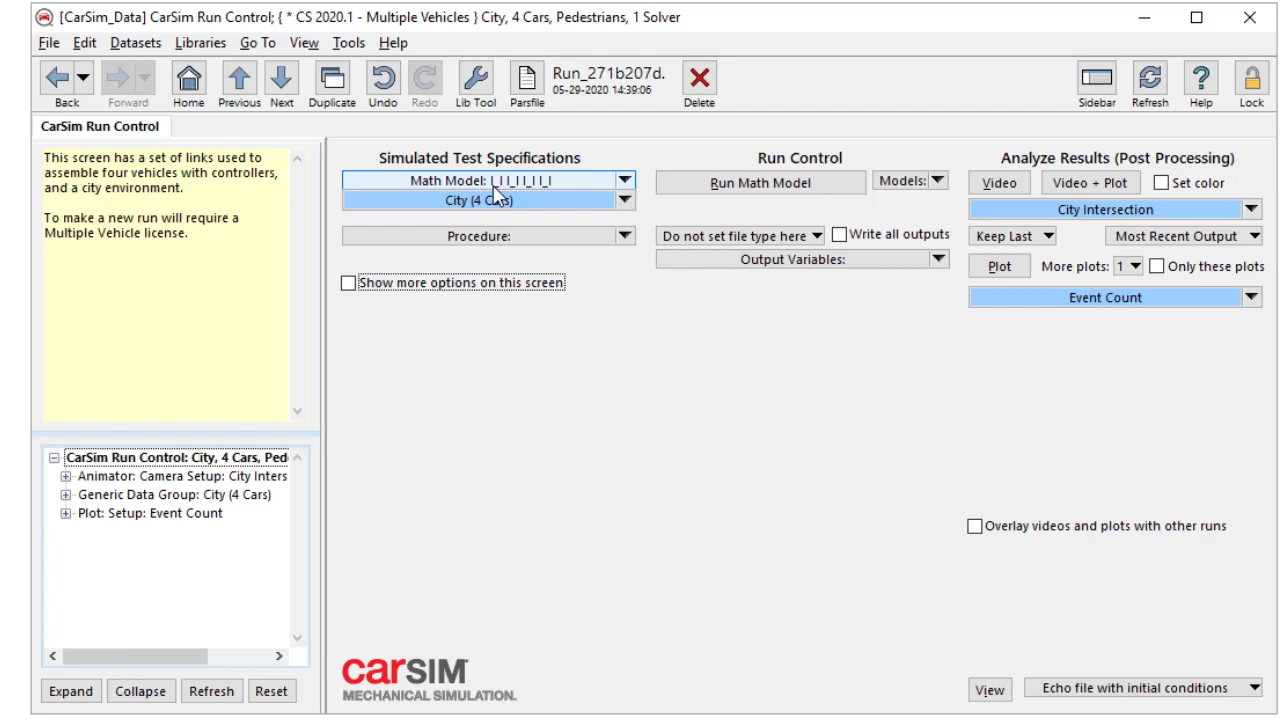 [CarSim_Data] CarSim Run Control; { * CS 2020.1 - Multiple Vehicles } City, 4 Cars, Pedestrians, 1 Solver
File Edit Datasets Libraries Go To View Tools Help
Back Forward Home Previous Next Duplicate Undo Redo Lib Tool Parsfile
Run_271b207d.
05-29-2020 14:39:06
Delete
Sidebar Refresh Help Lock
CarSim Run Control
This screen has a set of links used to
assemble four vehicles with controllers,
and a city environment.
To make a new run will require a
Multiple Vehicle license.
CarSim Run Control: City, 4 Cars, Ped
Animator: Camera Setup: City Inters
Generic Data Group: City (4 Cars)
Plot: Setup: Event Count
Expand Collapse Refresh Reset
Simulated Test Specifications
Math Model: I_I I_I I_I I_I
City (4 Cars)
Procedure:
Show more options on this screen
Run Control
Run Math Model
Models:
Do not set file type here
Write all outputs
Output Variables:
Analyze Results (Post Processing)
Video
Video + Plot
Set color
City Intersection
Keep Last
Most Recent Output
Plot
More plots: 1
Only these plots
Event Count
Overlay videos and plots with other runs
carSIM
MECHANICAL SIMULATION.
View
Echo file with initial conditions